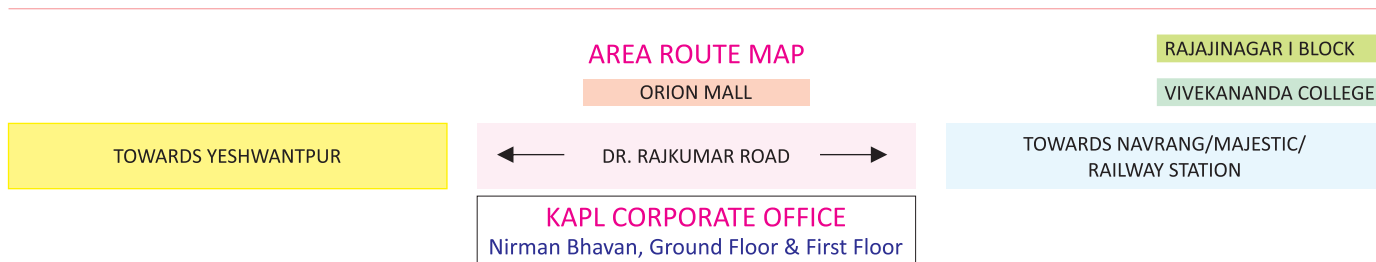 AREA ROUTE MAP
RAJAJINAGAR I BLOCK
ORION MALL
VIVEKANANDA COLLEGE
TOWARDS YESHWANTPUR
DR. RAJKUMAR ROAD
TOWARDS NAVRANG/MAJESTIC/
RAILWAY STATION
KAPL CORPORATE OFFICE
Nirman Bhavan, Ground Floor & First Floor